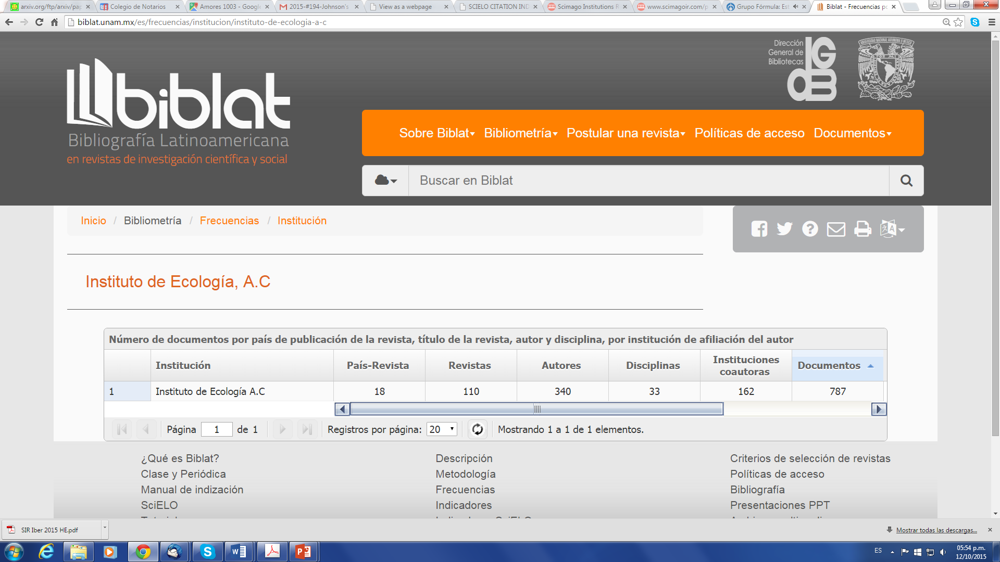 arxiv.org/ftp/arxiv/pap
Colegio de Notarios
Amores 1003 - Googl
2015-#194-Johnson's
View as a webpage
SCIELO CITATION IND
Scimago Institutions R
www.scimagoir.com/p
Grupo Fórmula: Est
Biblat - Frecuencias po
biblat.unam.mx/es/frecuencias/institucion/instituto-de-ecologia-a-c
Dirección
General de
Bibliotecas
biblat
Bibliografía Latinoamericana
en revistas de investigación científica y social
Sobre Biblat Bibliometría Postular una revista Políticas de acceso Documentos
Buscar en Biblat
Inicio / Bibliometría / Frecuencias / Institución
Instituto de Ecología, A.C
Número de documentos por país de publicación de la revista, título de la revista, autor y disciplina, por institución de afiliación del autor
Institución País-Revista Revistas Autores Disciplinas Instituciones coautoras Documentos
1 Instituto de Ecología A.C 18 110 340 33 162 787
Página 1 de 1 Registros por página: 20 Mostrando 1 a 1 de 1 elementos.
¿Qué es Biblat? Descripción Criterios de selección de revistas
Clase y Periódica Metodología Políticas de acceso
Manual de indización Frecuencias Bibliografía
SciELO Indicadores Presentaciones PPT
SIR Iber 2015 HE.pdf
Mostrar todas las descargas...
ES
05:54 p.m.
12/10/2015